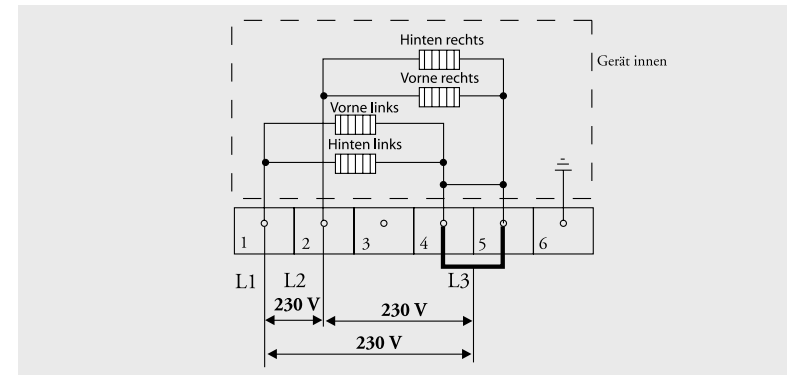 Hinten rechts
Gerät innen
Vorne rechts
Vorne links
Hinten links
1 2 3 4 5 6
L1 L2 L3
230 V 230 V
230 V